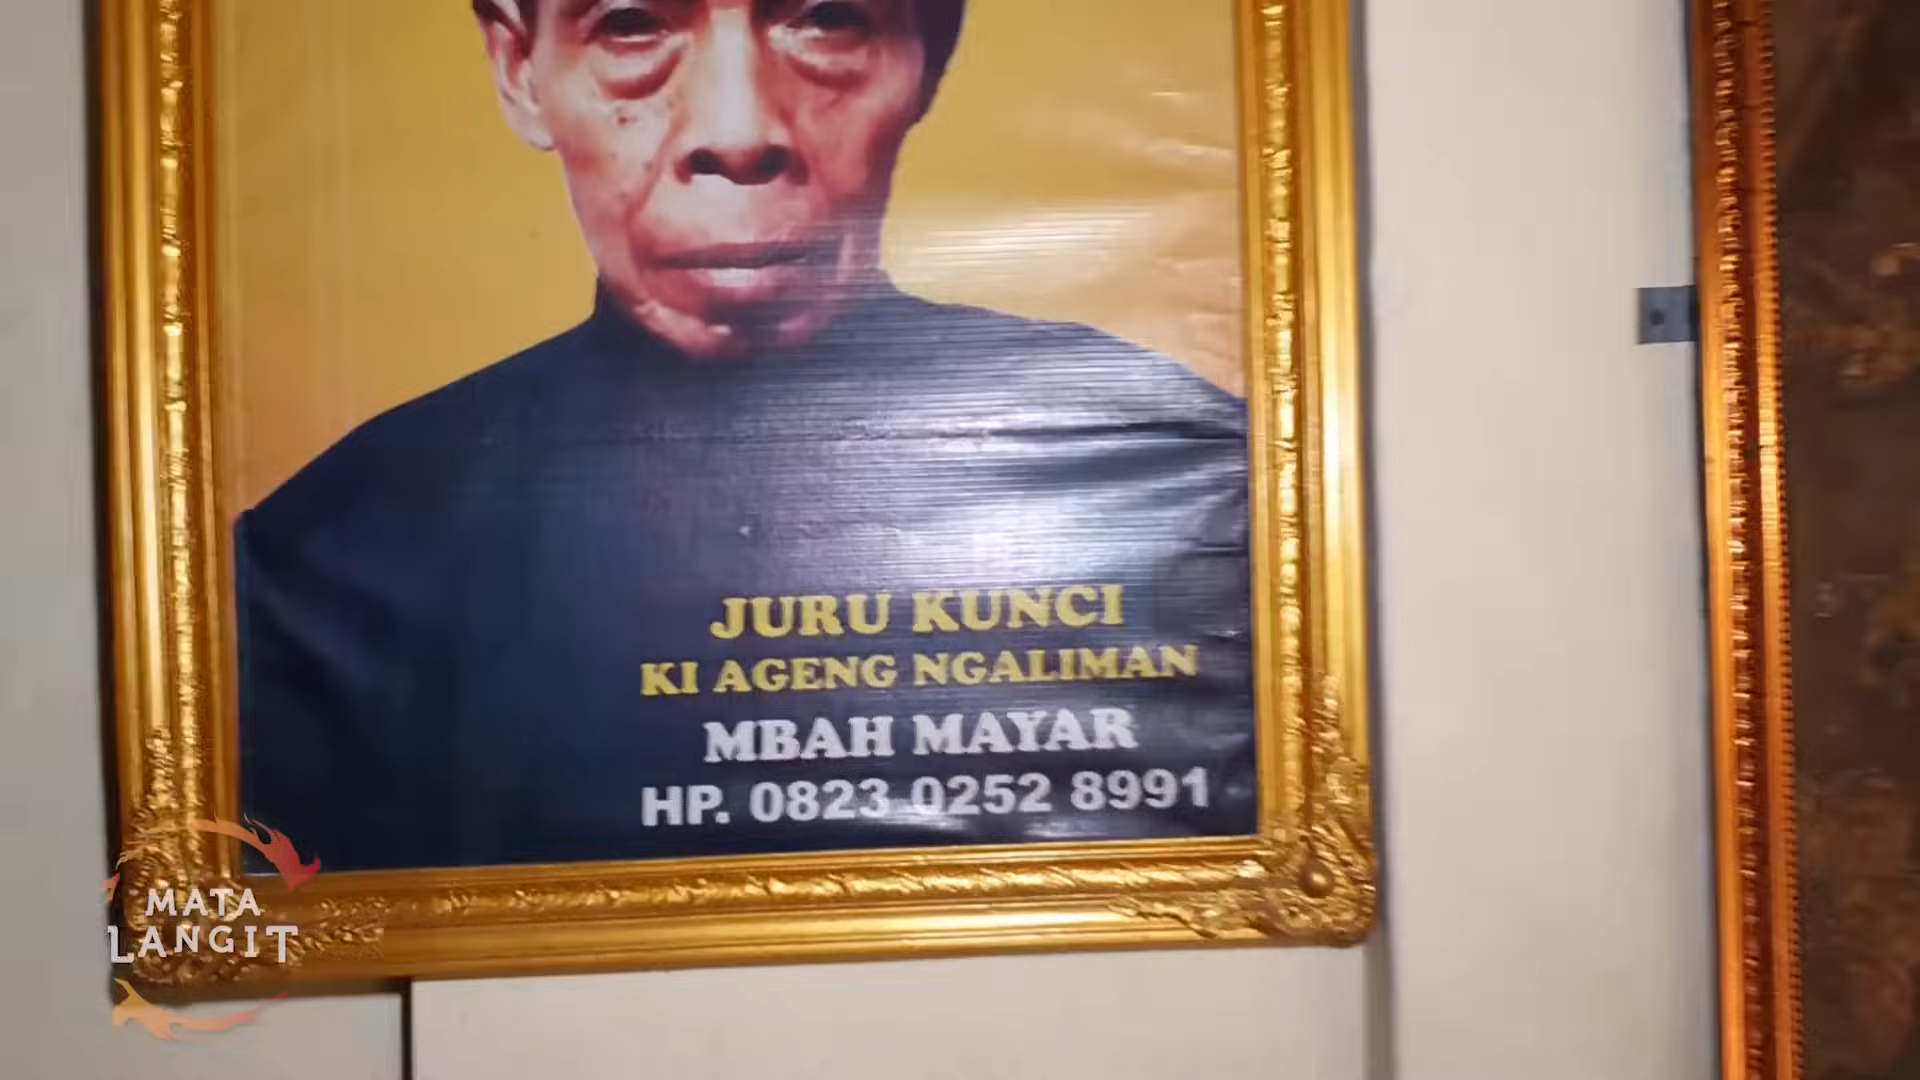 JURU KUNCI
KI AGENG NGALIMAN
MBAH MAYAR
HP. 0823 0252 8991
MATA
LANGIT